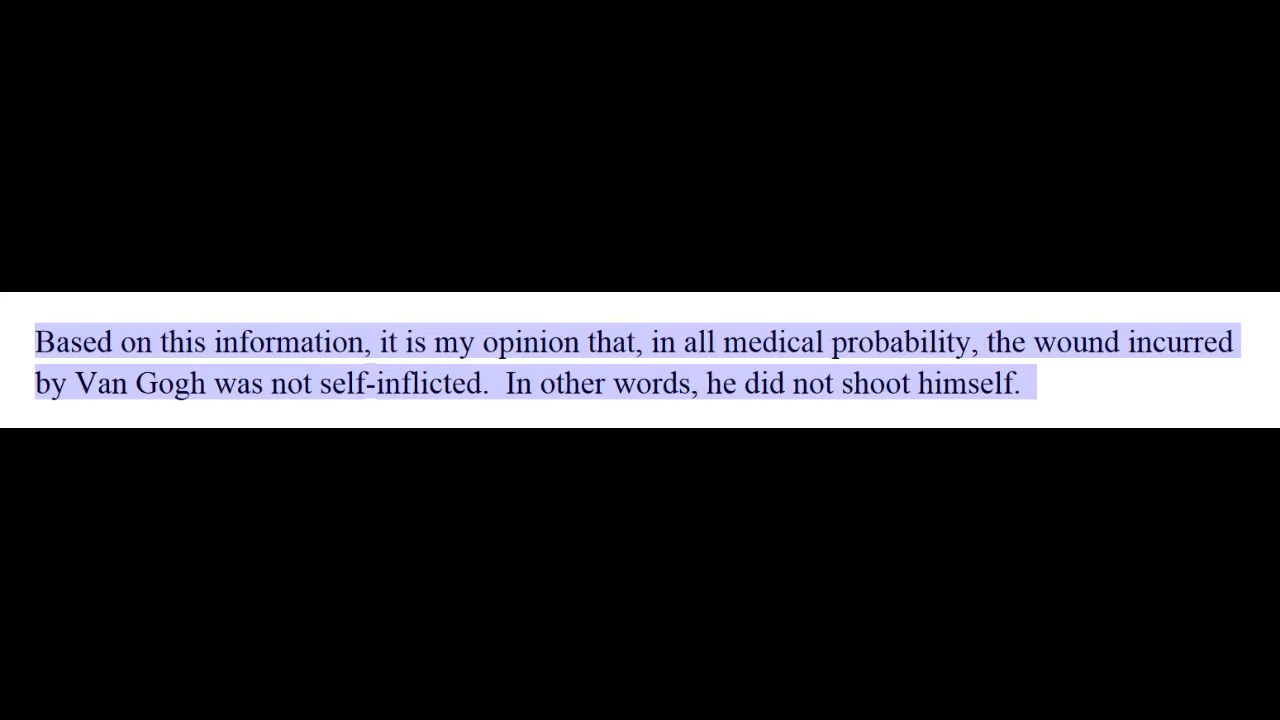 Based on this information, it is my opinion that, in all medical probability, the wound incurred
by Van Gogh was not self-inflicted.  In other words, he did not shoot himself.